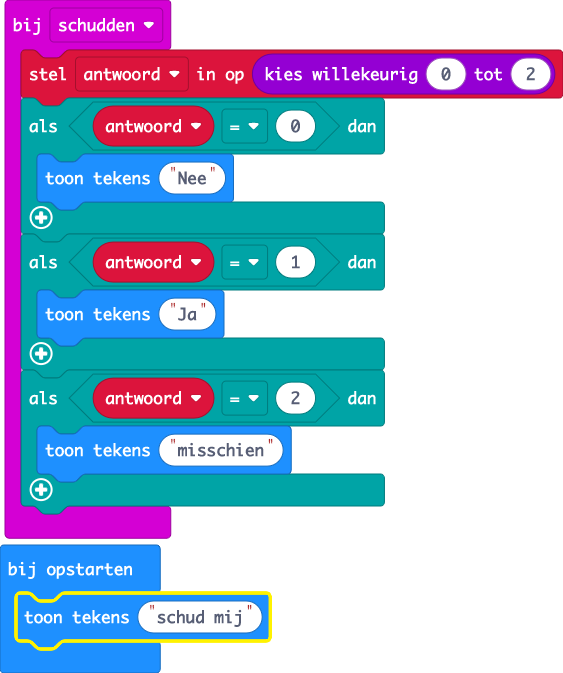 bij schudden
stel antwoord in op kies willekeurig 0 tot 2
als antwoord = 0 dan
toon tekens "Nee"
als antwoord = 1 dan
toon tekens "Ja"
als antwoord = 2 dan
toon tekens "misschien"
bij opstarten
toon tekens "schud mij"